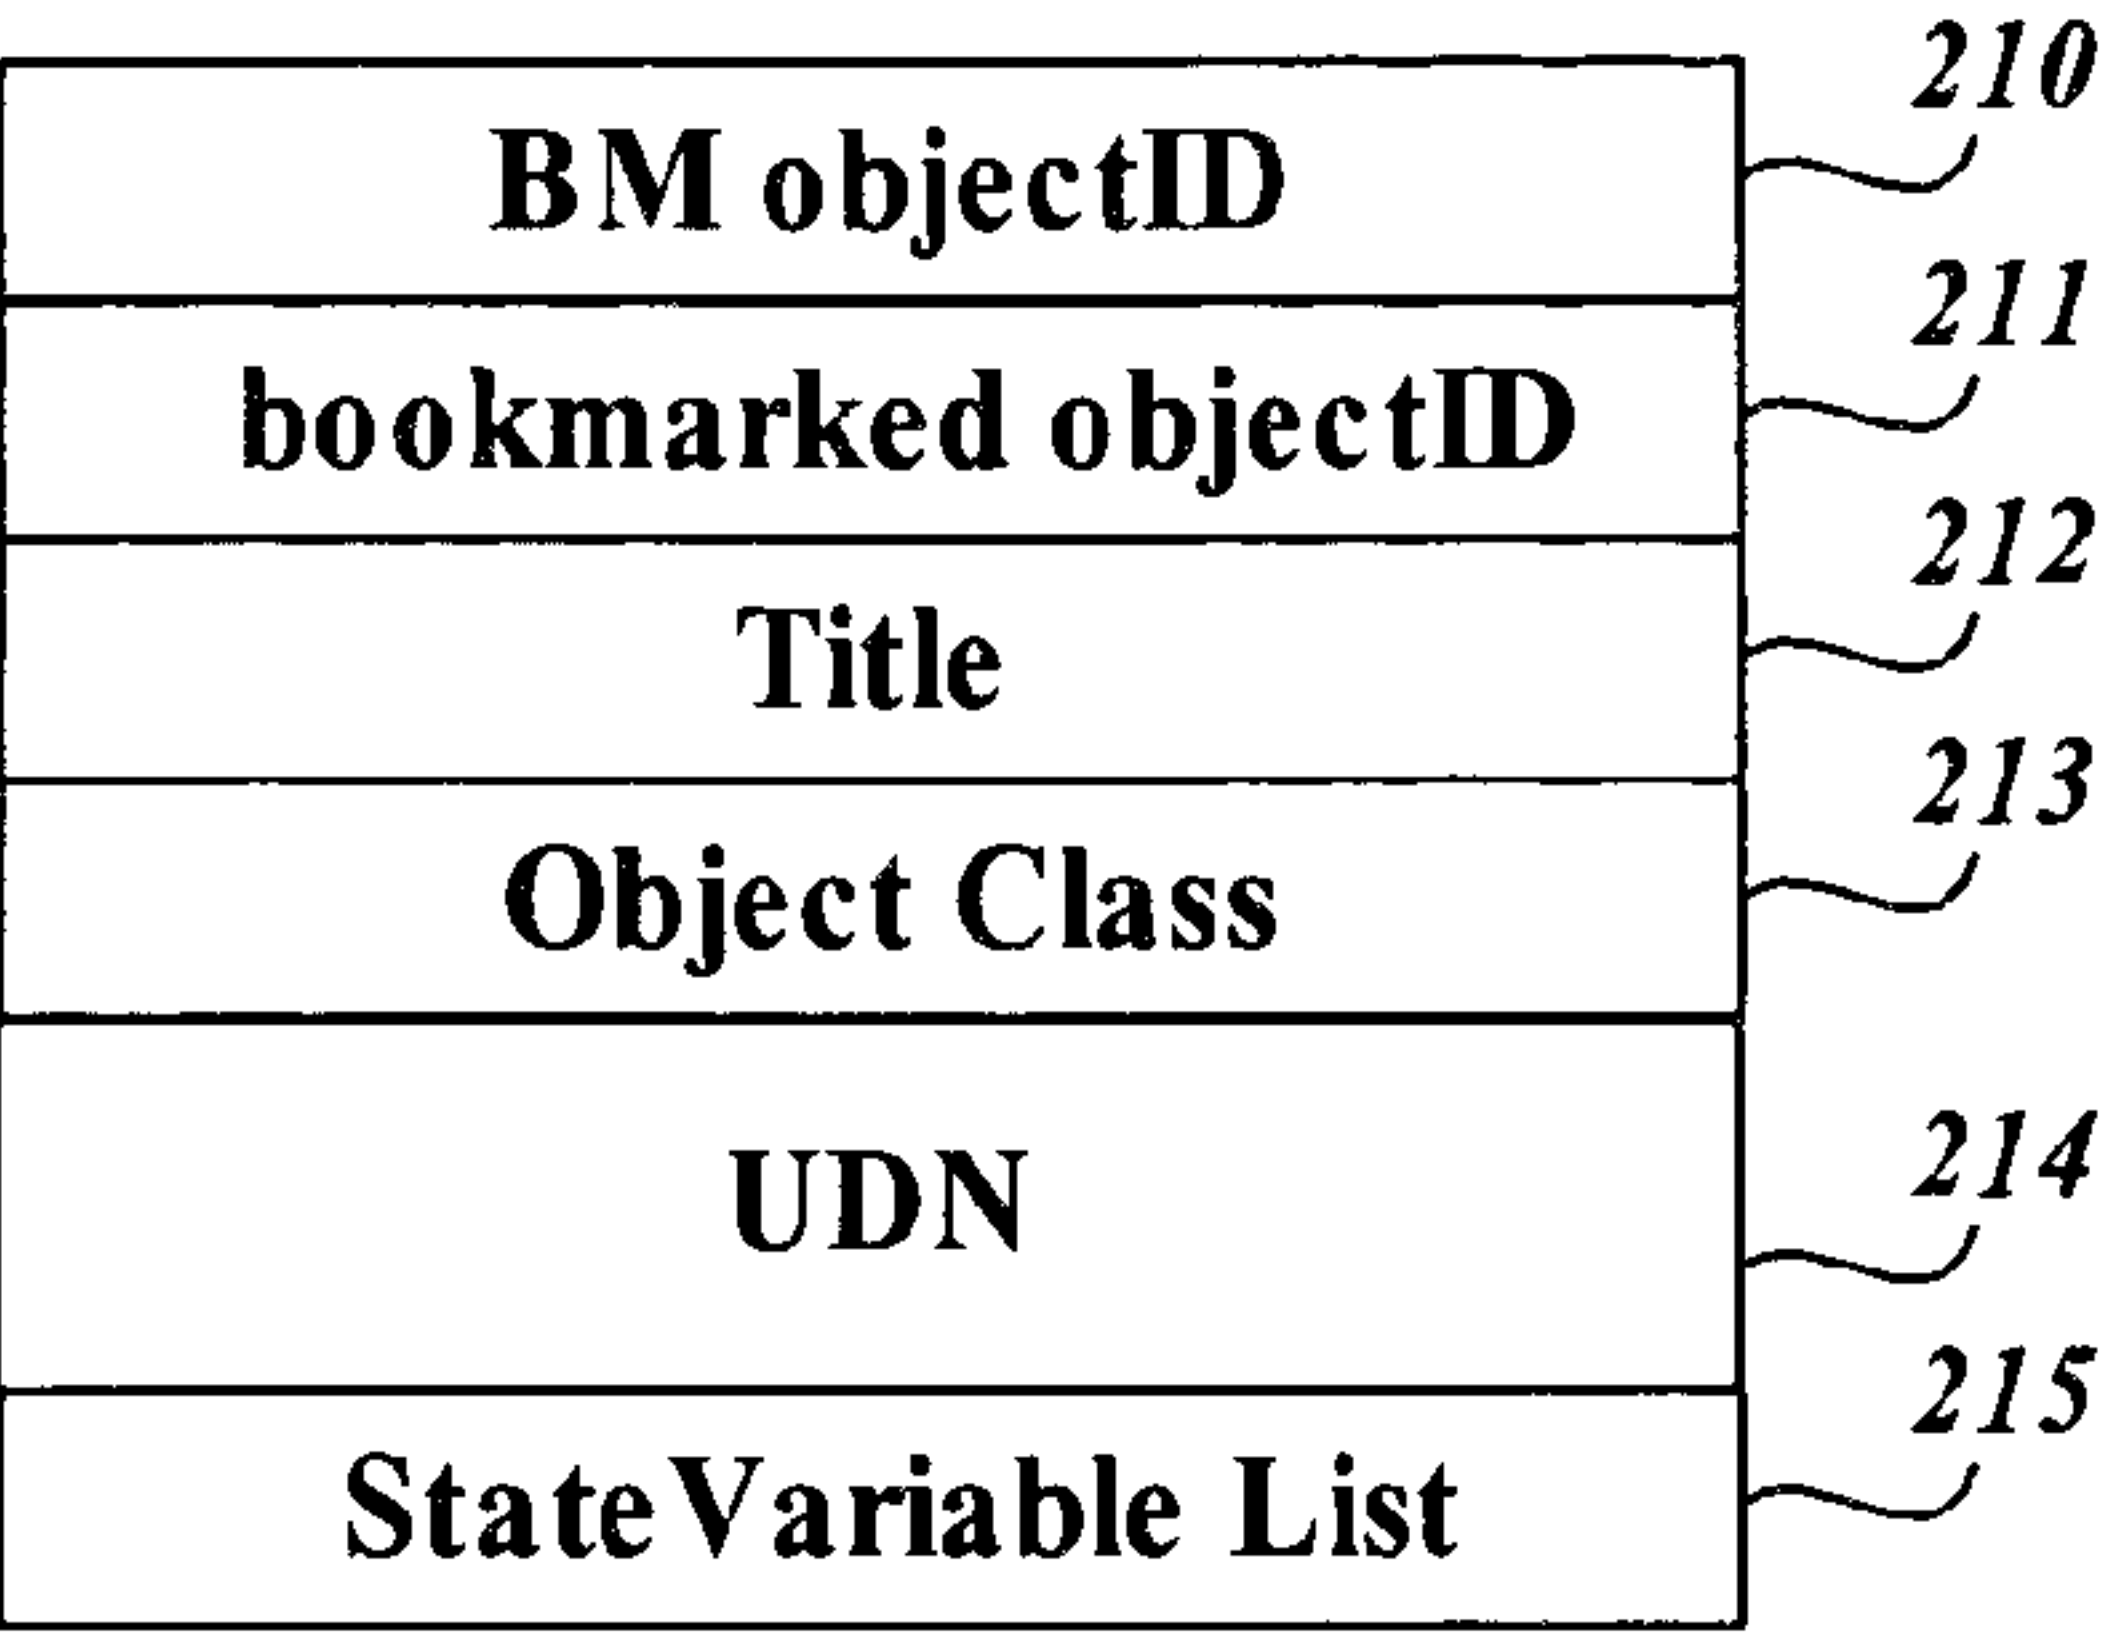 210
BM objectID
211
bookmarked objectID
212
Title
213
Object Class
214
UDN
215
StateVariable List